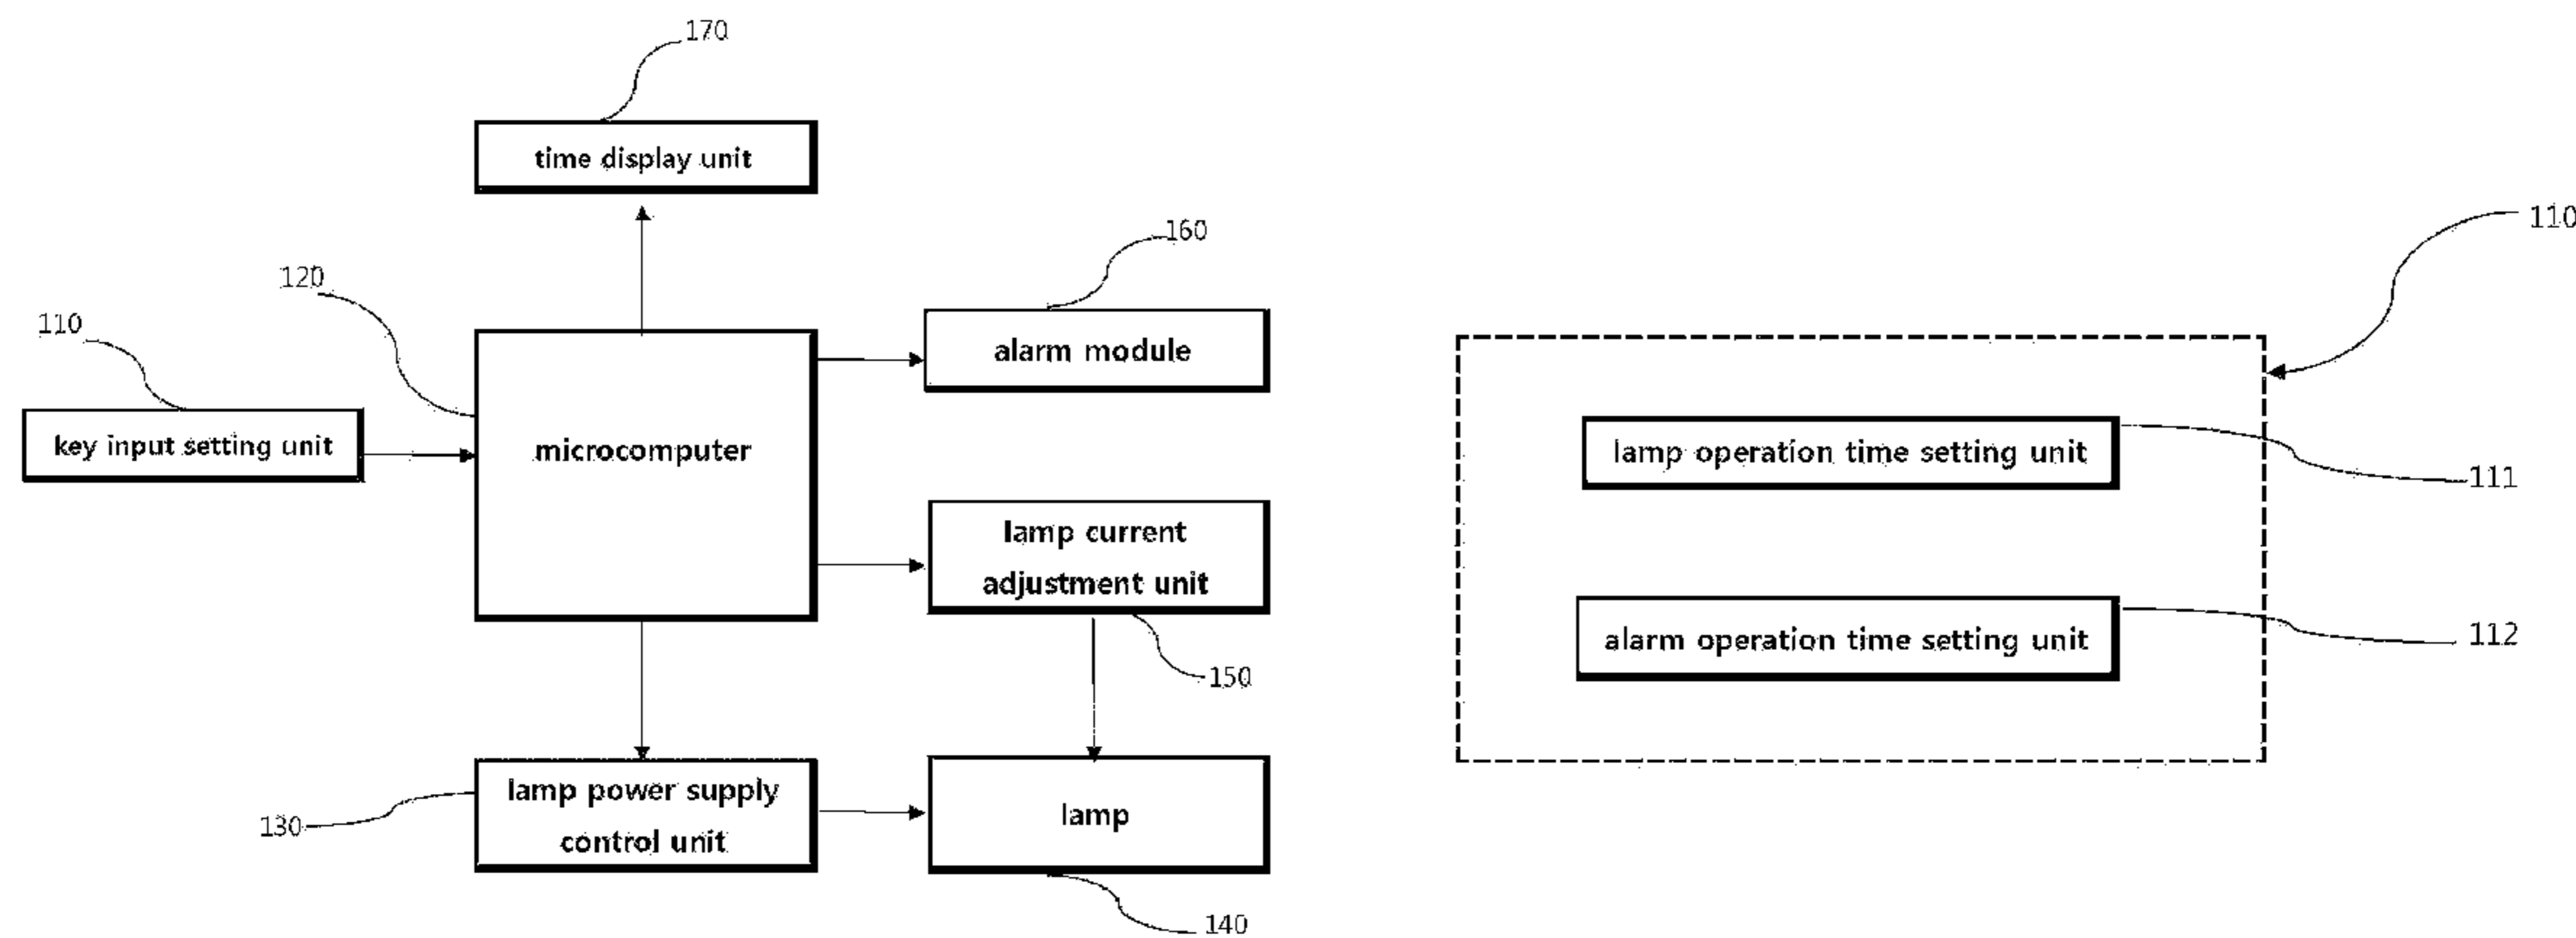 170
time display unit
160
120
110
alarm module
key input setting unit
microcomputer
lamp current
adjustment unit
150
lamp power supply
control unit
130
lamp
140
110
lamp operation time setting unit
111
alarm operation time setting unit
112